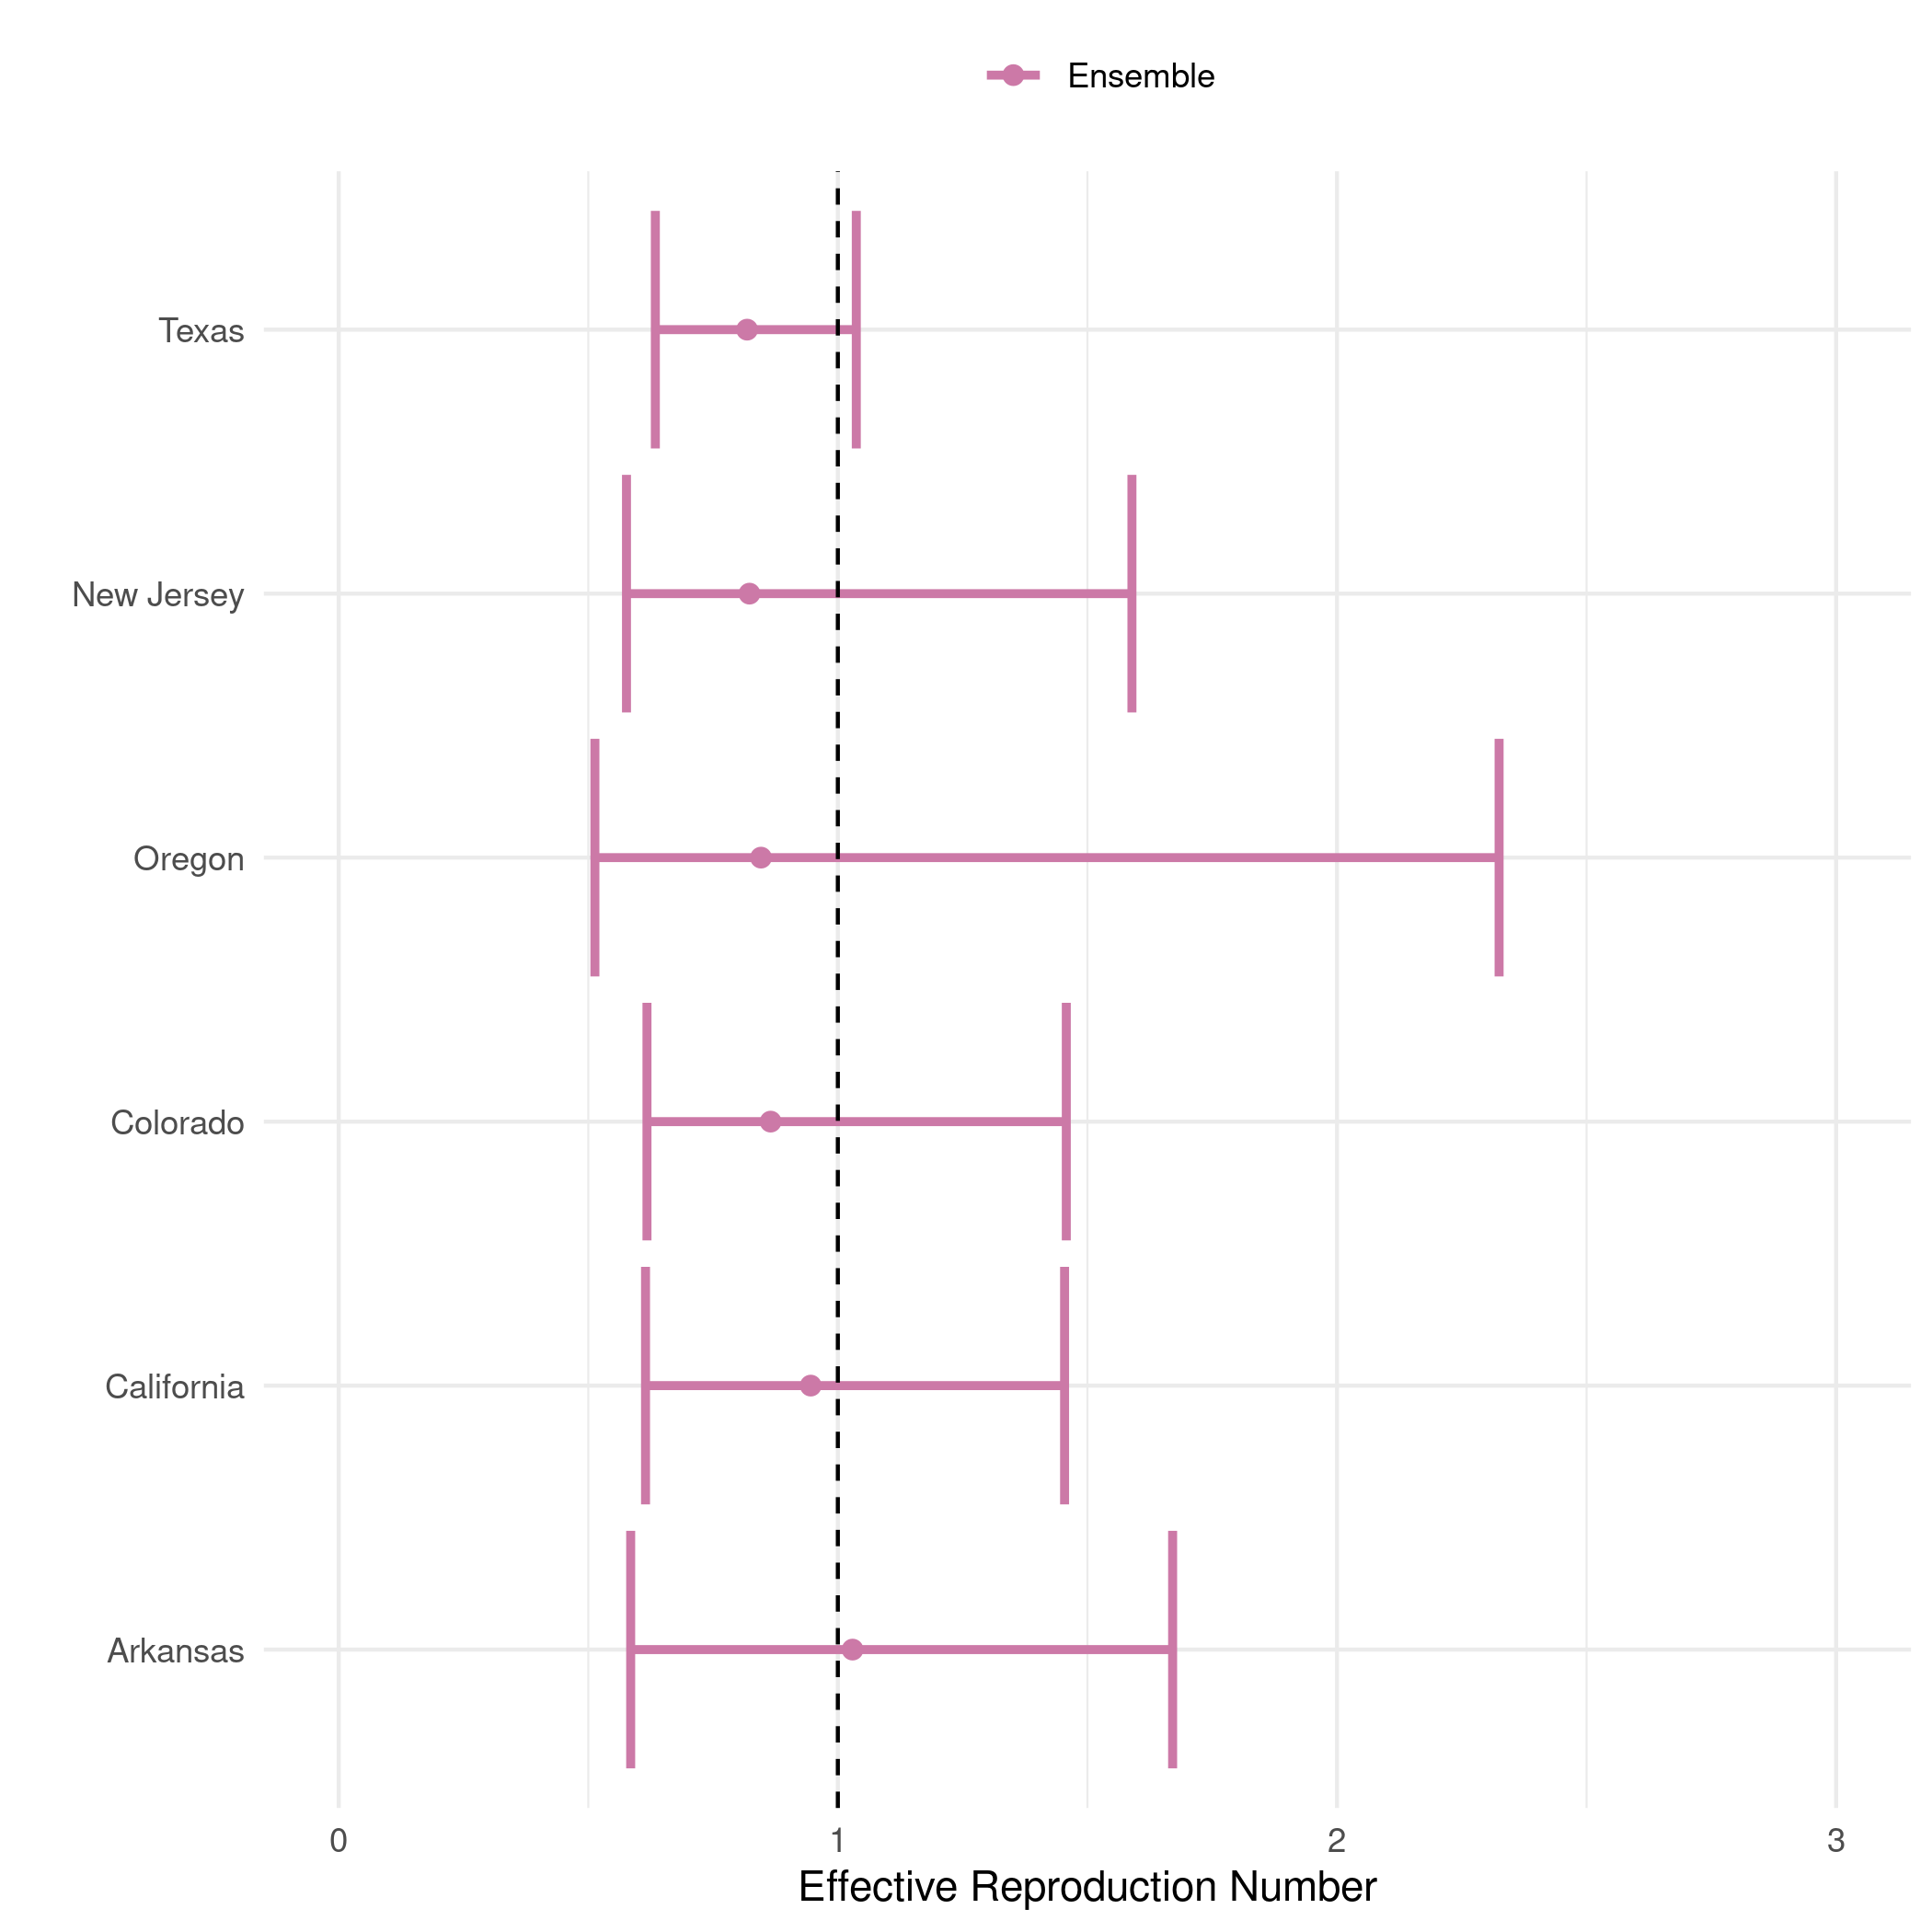 Ensemble
Texas
New Jersey
Oregon
Colorado
California
Arkansas
0 1 2 3
Effective Reproduction Number